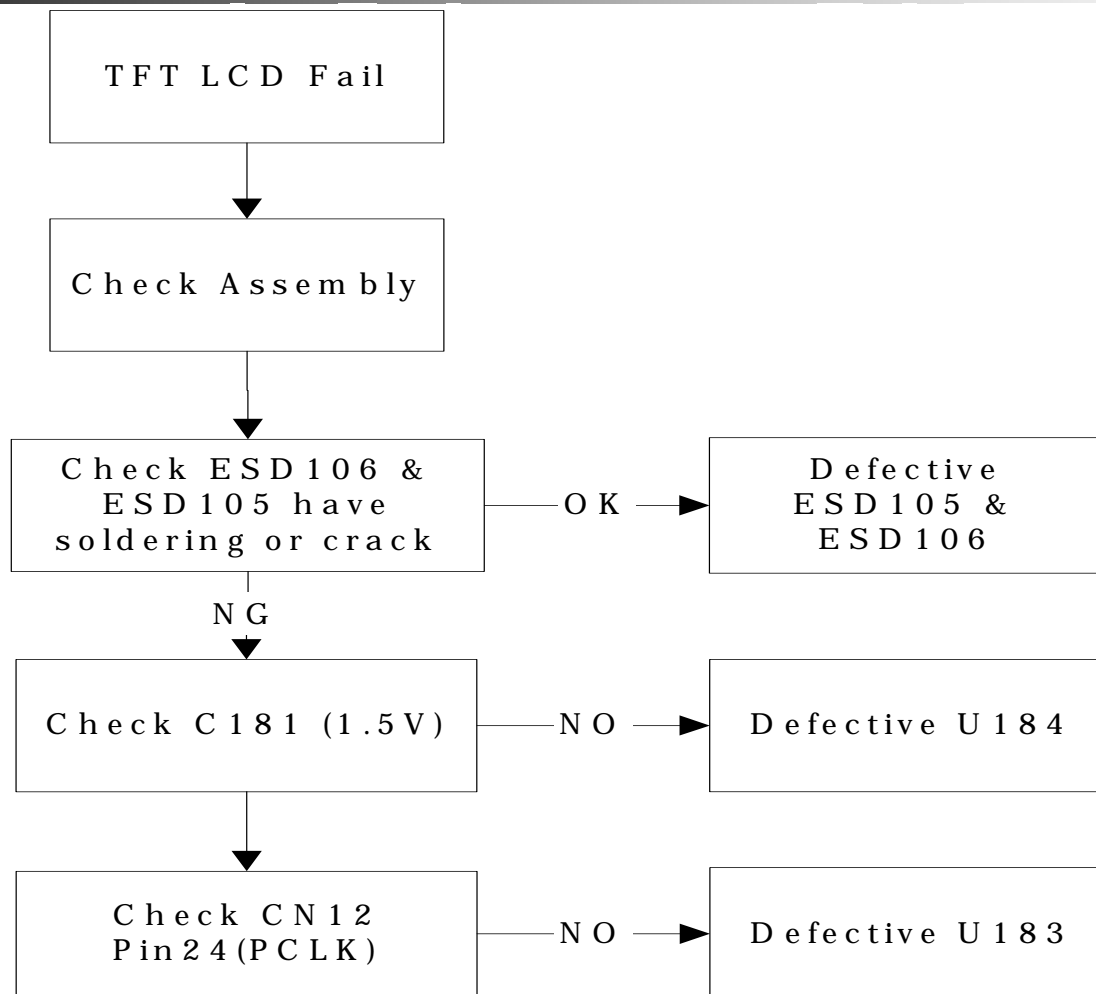 TFT LCD Fail
Check Assembly
Check ESD106 &
ESD105 have
soldering or crack
OK
Defective
ESD105 &
ESD106
NG
Check C181 (1.5V)
NO
Defective U184
Check CN12
Pin24(PCLK)
NO
Defective U183